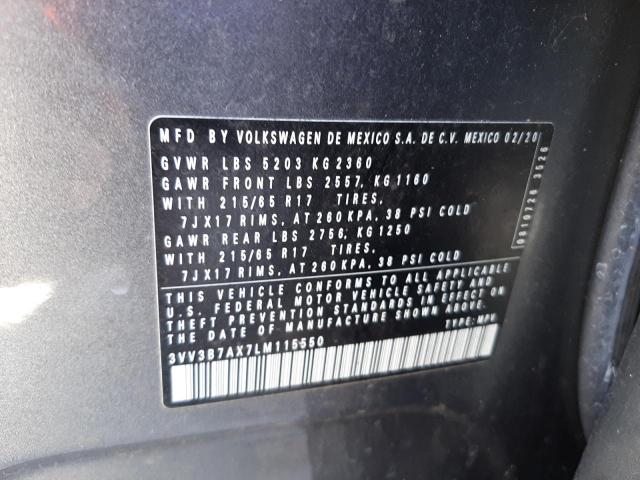 MFD BY VOLKSWAGEN DE MEXICO S.A. DE C.V. MEXICO 02/20
GVWR LBS 5203 KG 2360
GAWR FRONT LBS 2557, KG 1160
WITH 215/65 R17 TIRES,
7JX17 RIMS, AT 260 KPA, 38 PSI COLD
GAWR REAR LBS 2756, KG 1250
WITH 215/65 R17 TIRES,
7JX17 RIMS, AT 260 KPA, 38 PSI COLD
THIS VEHICLE CONFORMS TO ALL APPLICABLE
U.S. FEDERAL MOTOR VEHICLE SAFETY AND
THEFT PREVENTION STANDARDS IN EFFECT ON
THE DATE OF MANUFACTURE SHOWN ABOVE.
TYPE: MPV
3VV3B7AX7LM115550
3526